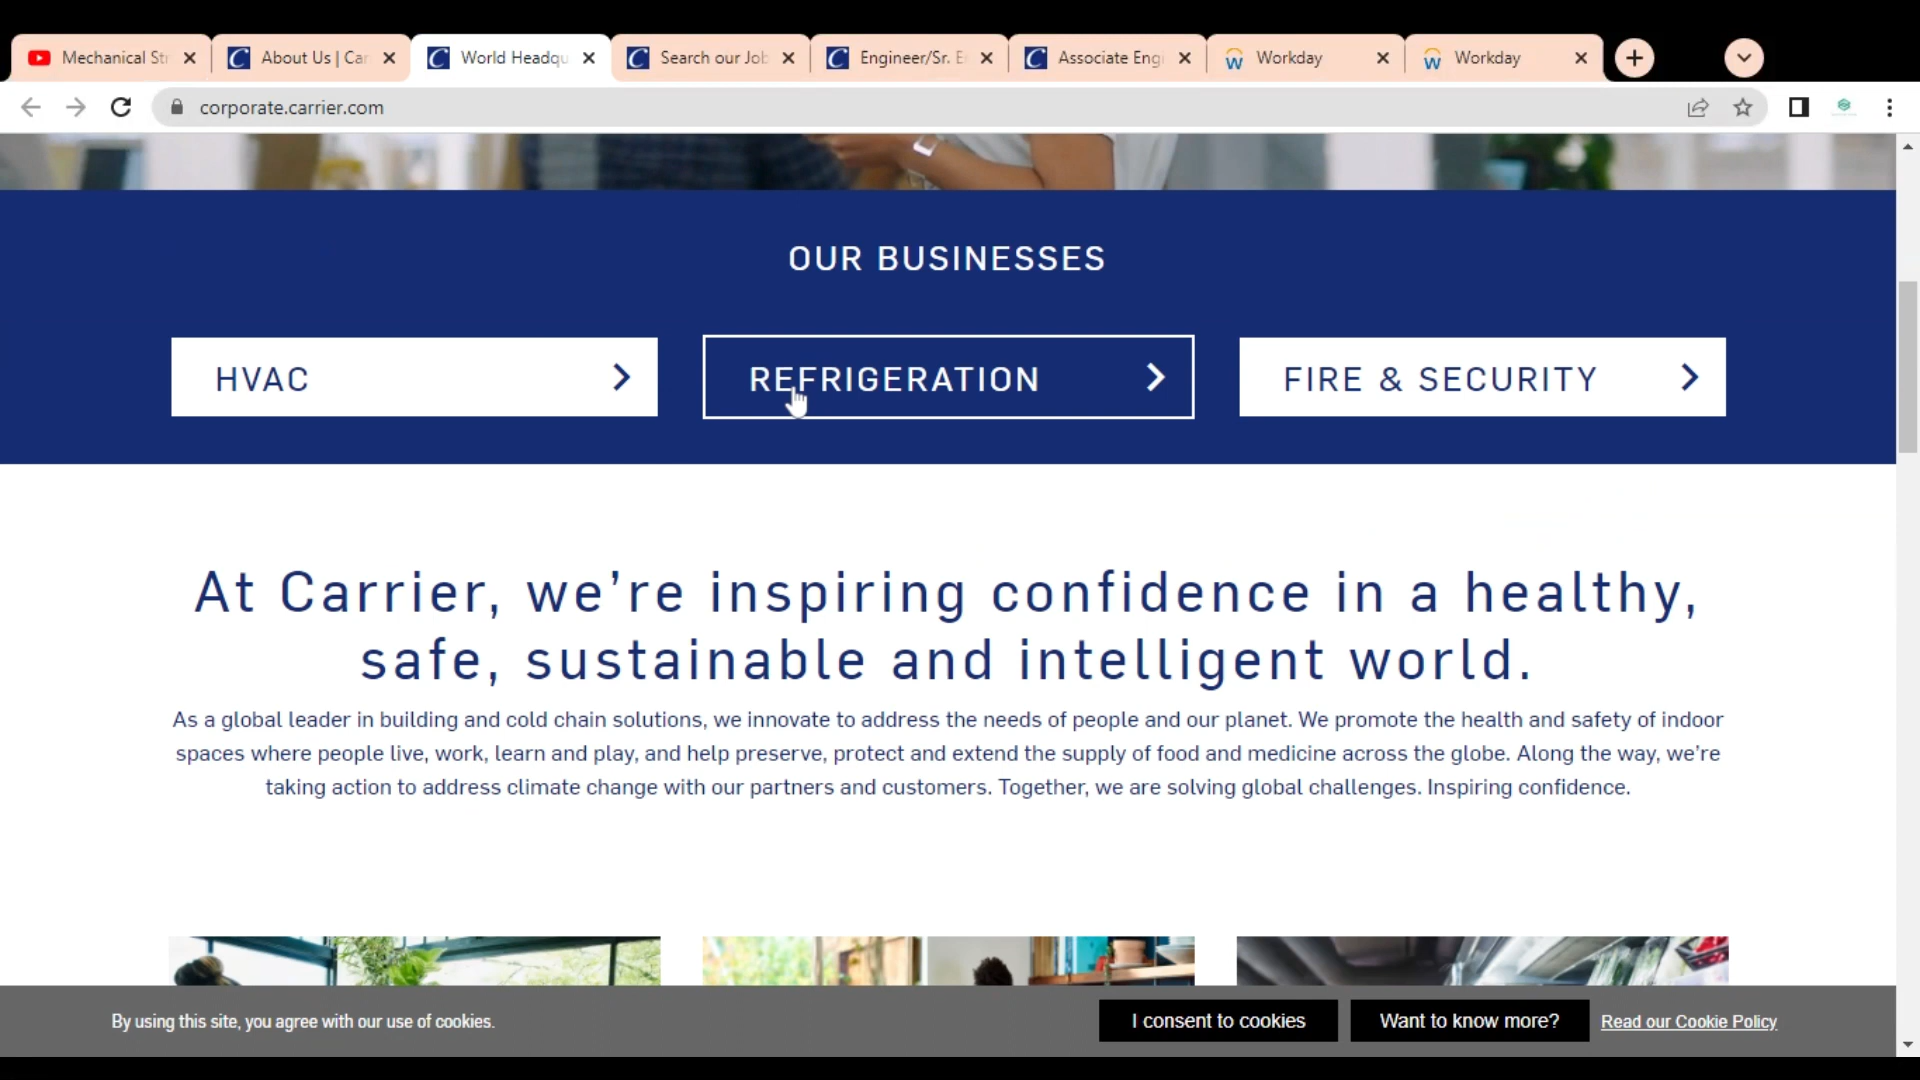 Mechanical St
About Us | Car
World Headqu
Search our Job
Engineer/Sr. E
Associate Engi
Workday
Workday
corporate.carrier.com
OUR BUSINESSES
HVAC
REFRIGERATION
FIRE & SECURITY
At Carrier, we’re inspiring confidence in a healthy,
safe, sustainable and intelligent world.
As a global leader in building and cold chain solutions, we innovate to address the needs of people and our planet. We promote the health and safety of indoor
spaces where people live, work, learn and play, and help preserve, protect and extend the supply of food and medicine across the globe. Along the way, we’re
taking action to address climate change with our partners and customers. Together, we are solving global challenges. Inspiring confidence.
By using this site, you agree with our use of cookies.
I consent to cookies
Want to know more?
Read our Cookie Policy